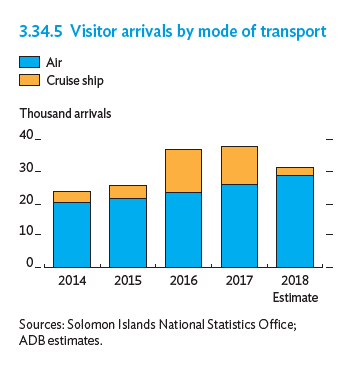 3.34.5 Visitor arrivals by mode of transport
Air
Cruise ship
Thousand arrivals
40
30
20
10
0
2014 2015 2016 2017 2018
Estimate
Sources: Solomon Islands National Statistics Office;
ADB estimates.